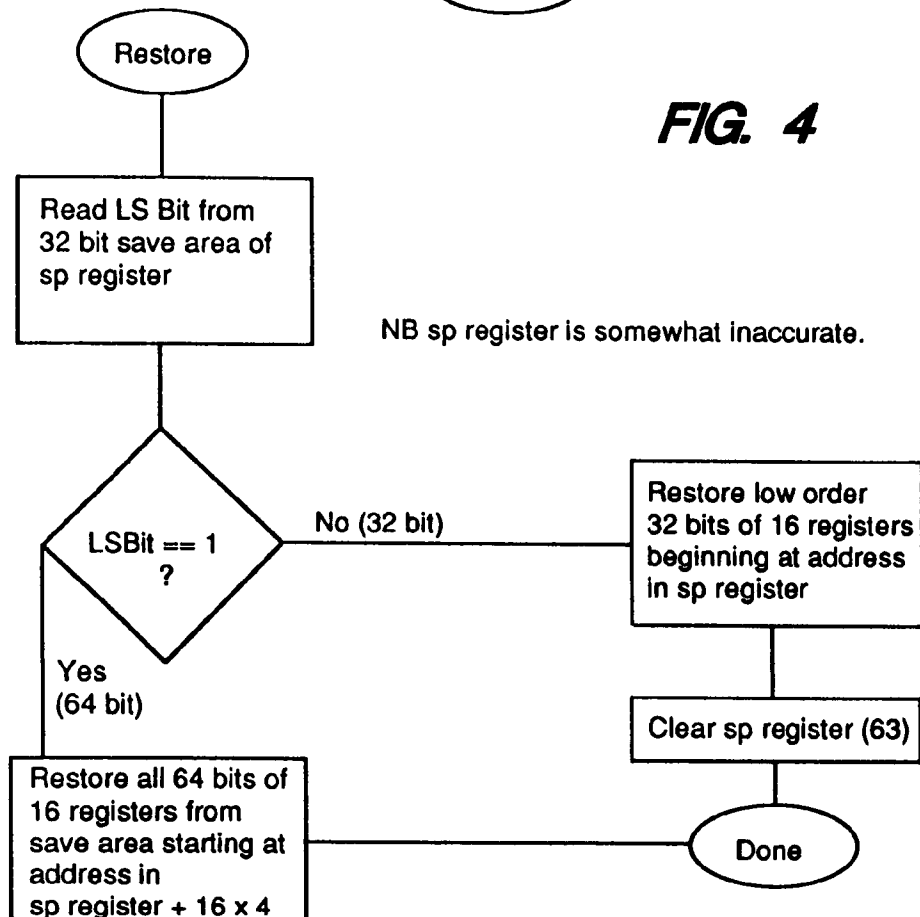 Restore
FIG. 4
Read LS Bit from
32 bit save area of
sp register
NB sp register is somewhat inaccurate.
LSBit == 1
?
No (32 bit)
Restore low order
32 bits of 16 registers
beginning at address
in sp register
Yes
(64 bit)
Clear sp register (63)
Restore all 64 bits of
16 registers from
save area starting at
address in
sp register + 16 x 4
Done